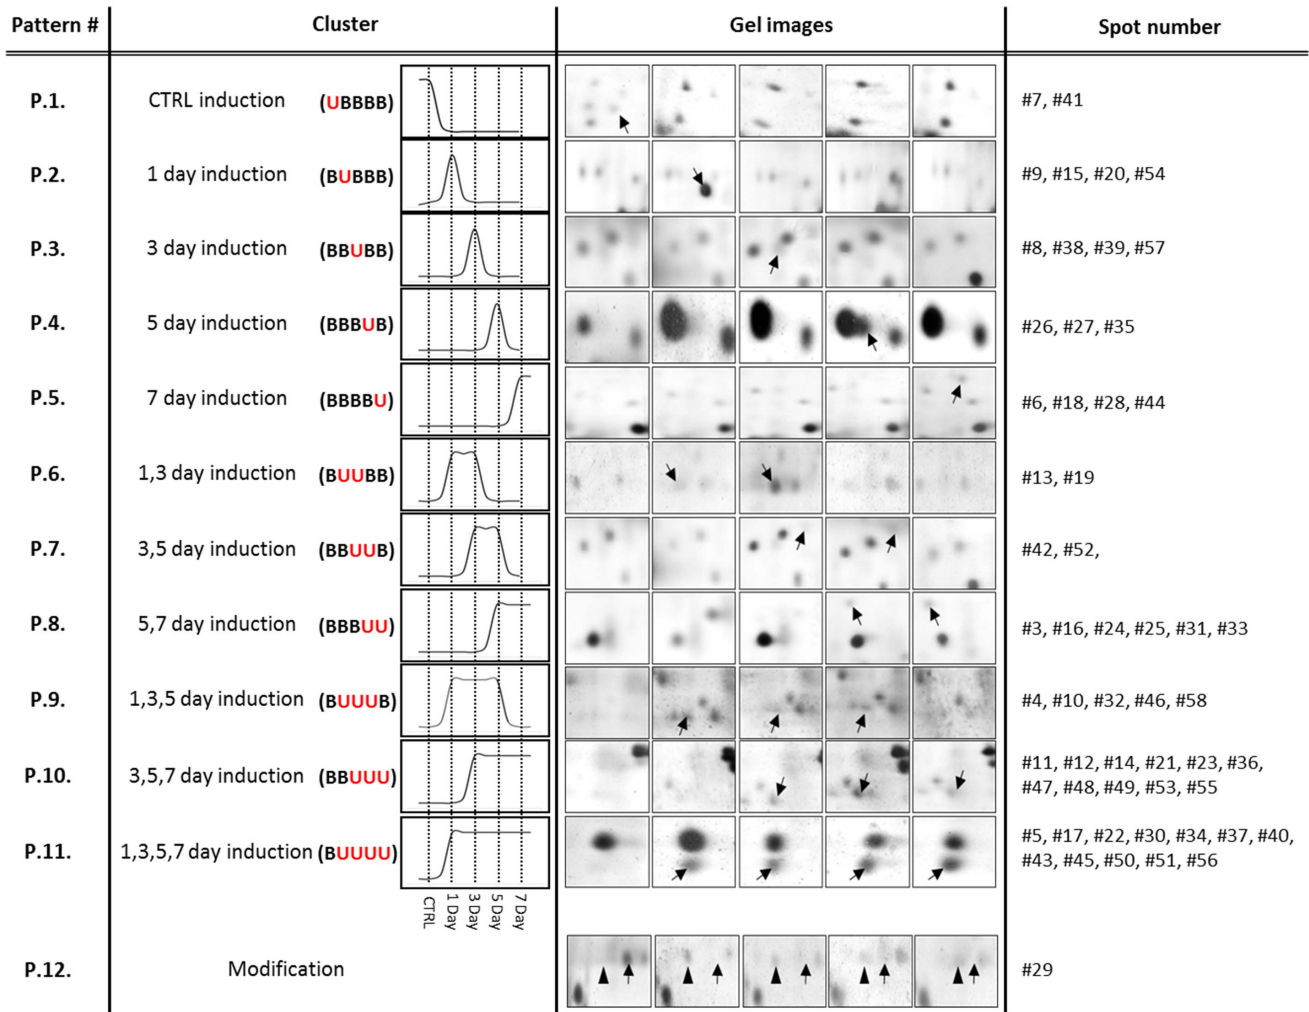 Pattern # Cluster Gel images Spot number
P.1. CTRL induction (UBBBB) #7, #41
P.2. 1 day induction (BUBBB) #9, #15, #20, #54
P.3. 3 day induction (BBUBB) #8, #38, #39, #57
P.4. 5 day induction (BBBUB) #26, #27, #35
P.5. 7 day induction (BBBBU) #6, #18, #28, #44
P.6. 1,3 day induction (BUUBB) #13, #19
P.7. 3,5 day induction (BBUUB) #42, #52,
P.8. 5,7 day induction (BBBUU) #3, #16, #24, #25, #31, #33
P.9. 1,3,5 day induction (BUUUB) #4, #10, #32, #46, #58
P.10. 3,5,7 day induction (BBUUU) #11, #12, #14, #21, #23, #36,
#47, #48, #49, #53, #55
P.11. 1,3,5,7 day induction (BUUUU) #5, #17, #22, #30, #34, #37, #40,
#43, #45, #50, #51, #56
CTRL 1 Day 3 Day 5 Day 7 Day
P.12. Modification #29